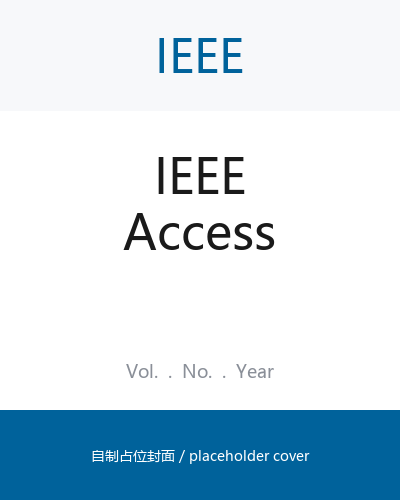 IEEE
IEEE
Access
Vol. . No. . Year
自制占位封面 / placeholder cover